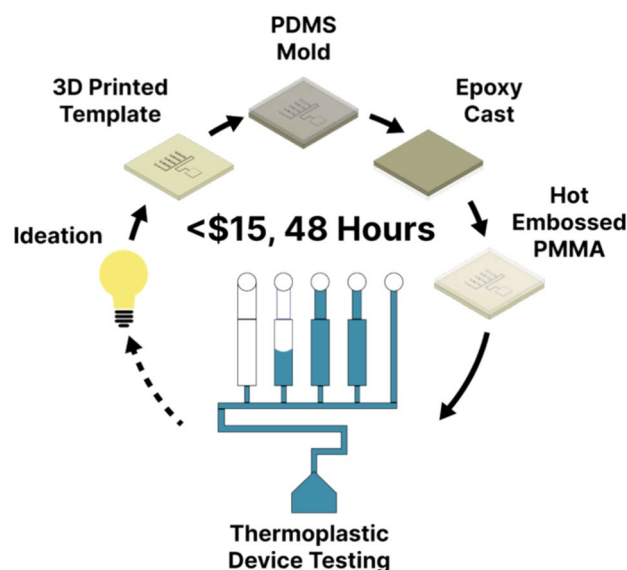 PDMS
Mold
3D Printed
Template
Epoxy
Cast
Hot
Embossed
PMMA
Ideation
<$15, 48 Hours
Thermoplastic
Device Testing